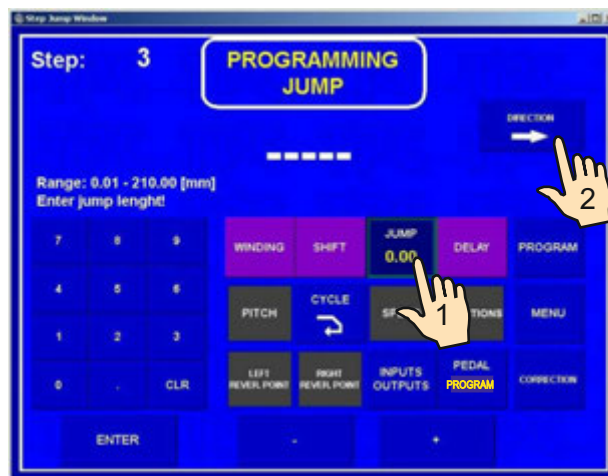 Step Jump Window
Step: 3
PROGRAMMING
JUMP
DIRECTION
-----
Range: 0.01 - 210.00 [mm]
Enter jump lenght!
2
7 8 9
WINDING SHIFT JUMP DELAY PROGRAM
0.00
4 5 6
PITCH CYCLE 1 MENU
1 2 3
0 . CLR
LEFT
REVER. POINT
RIGHT
REVER. POINT
INPUTS
OUTPUTS
PEDAL
PROGRAM
CORRECTION
ENTER - +